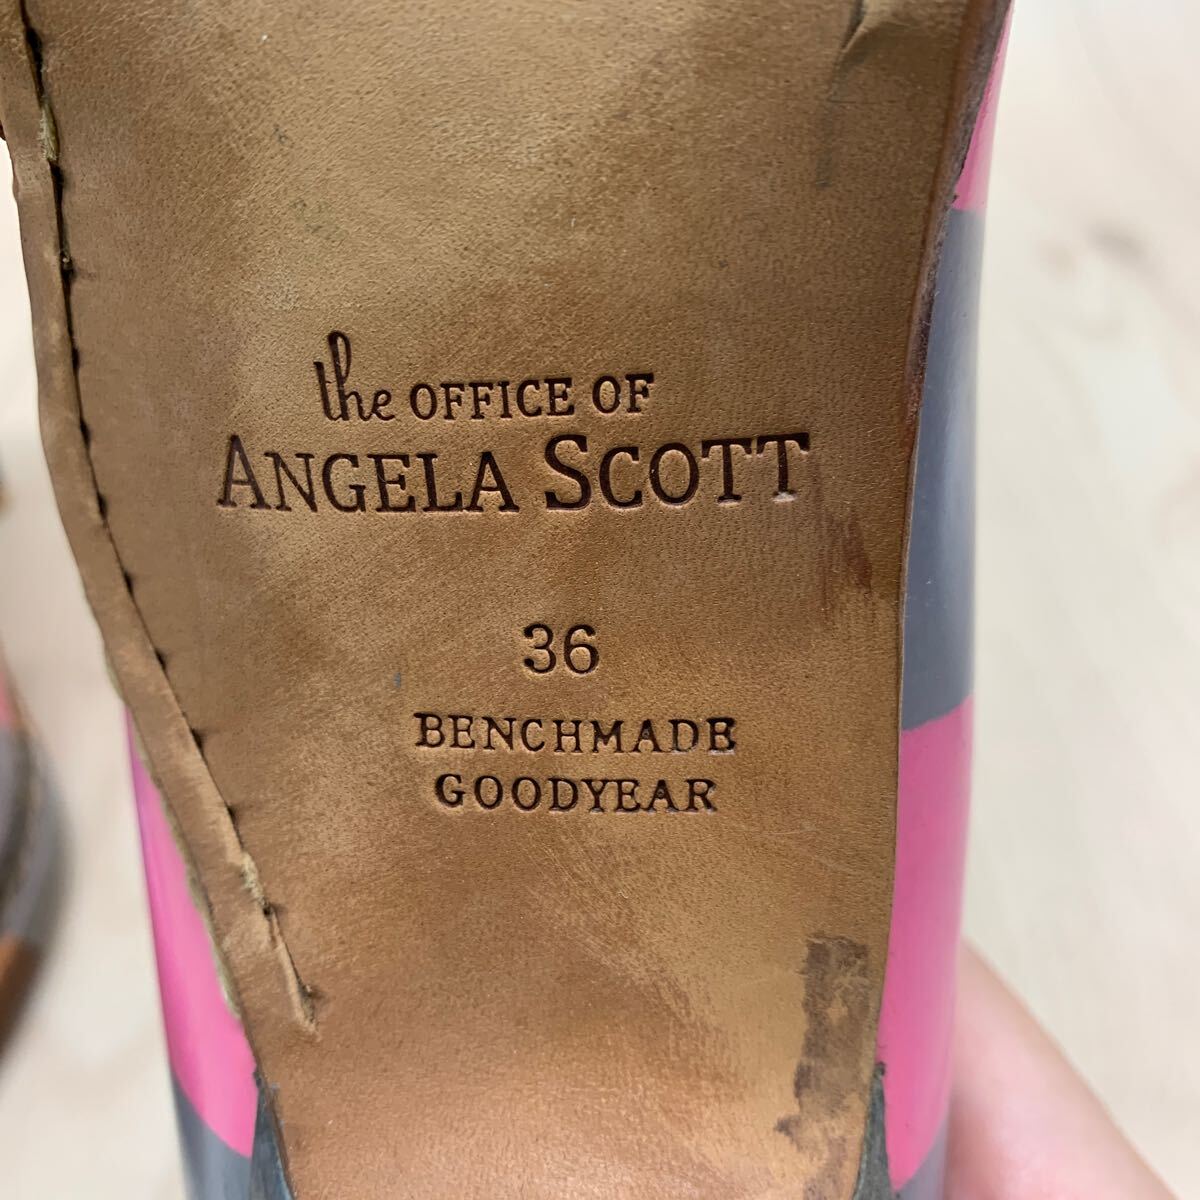 the OFFICE OF
ANGELA SCOTT
36
BENCHMADE
GOODYEAR